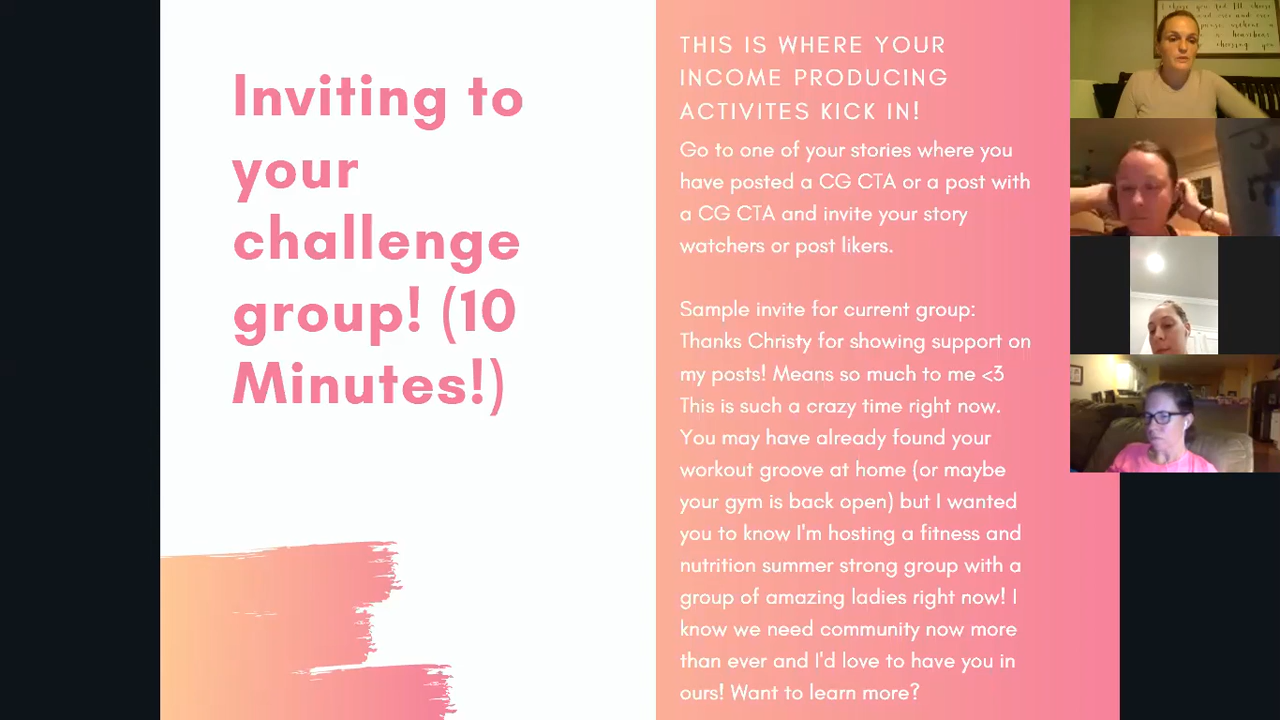 Inviting to
your
challenge
group! (10
Minutes!)
THIS IS WHERE YOUR
INCOME PRODUCING
ACTIVITES KICK IN!
Go to one of your stories where you
have posted a CG CTA or a post with
a CG CTA and invite your story
watchers or post likers.
Sample invite for current group:
Thanks Christy for showing support on
my posts! Means so much to me <3
This is such a crazy time right now.
You may have already found your
workout groove at home (or maybe
your gym is back open) but I wanted
you to know I'm hosting a fitness and
nutrition summer strong group with a
group of amazing ladies right now! I
know we need community now more
than ever and I'd love to have you in
ours! Want to learn more?